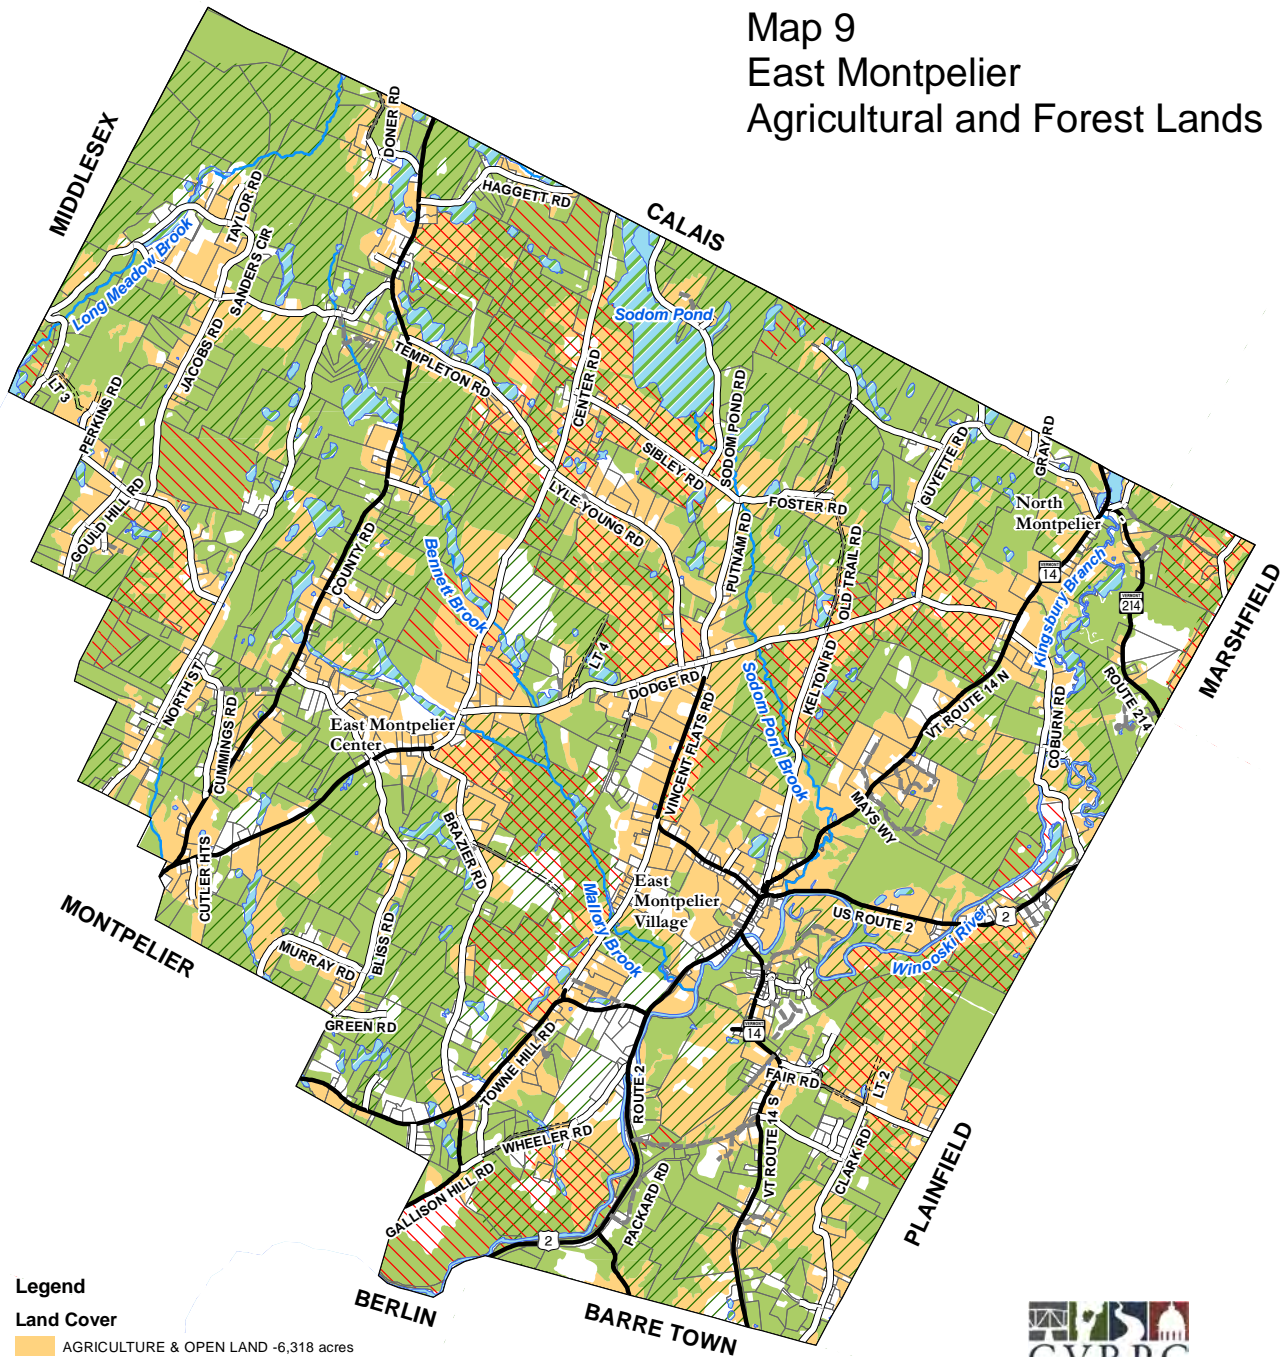 Map 9
East Montpelier
Agricultural and Forest Lands
MIDDLESEX
CALAIS
MARSHFIELD
PLAINFIELD
BARRE TOWN
BERLIN
MONTPELIER
DONER RD
HAGGETT RD
TAYLOR RD
SANDERS CIR
Long Meadow Brook
JACOBS RD
LT 3
PERKINS RD
GOULD HILL RD
TEMPLETON RD
CENTER RD
Sodom Pond
SODOM POND RD
SIBLEY RD
LYLE YOUNG RD
FOSTER RD
PUTNAM RD
OLD TRAIL RD
GUYETTE RD
GRAY RD
North
Montpelier
14
214
Kingsbury Branch
ROUTE 214
COUNTY RD
Bennett Brook
LT 4
DODGE RD
KELTON RD
Sodom Pond Brook
VT ROUTE 14 N
COBURN RD
NORTH ST
CUMMINGS RD
East Montpelier
Center
VINCENT FLATS RD
MAYS WY
BRAZIER RD
CUTLER HTS
BLISS RD
MURRAY RD
GREEN RD
East
Montpelier
Village
Mallory Brook
US ROUTE 2
2
Winooski River
VERMONT
14
FAIR RD
LT 2
TOWNE HILL RD
ROUTE 2
WHEELER RD
GALLISON HILL RD
PACKARD RD
VT ROUTE 14 S
CLARK RD
2
Legend
Land Cover
AGRICULTURE & OPEN LAND -6,318 acres